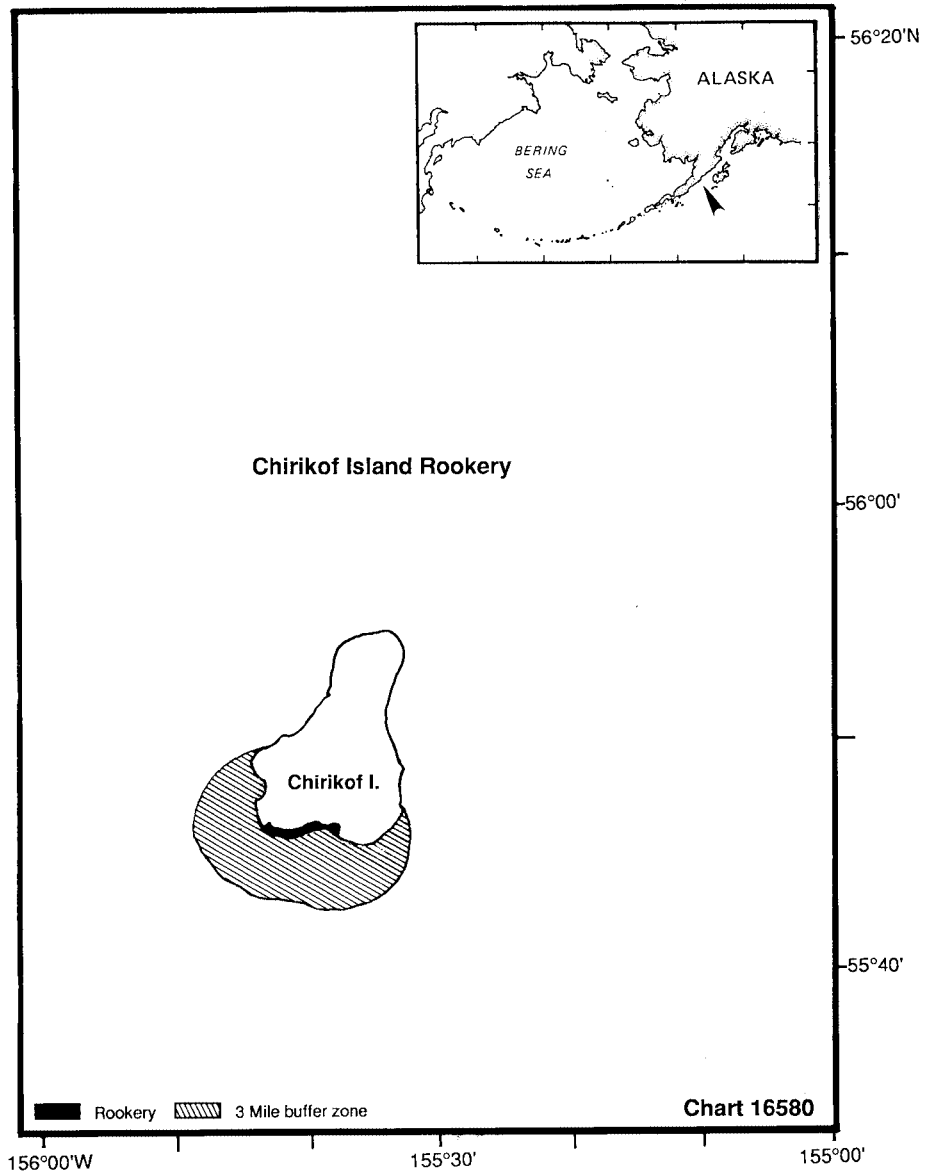 56°20'N
ALASKA
BERING
SEA
Chirikof Island Rookery
56°00'
Chirikof I.
55°40'
Rookery
3 Mile buffer zone
Chart 16580
156°00'W
155°30'
155°00'